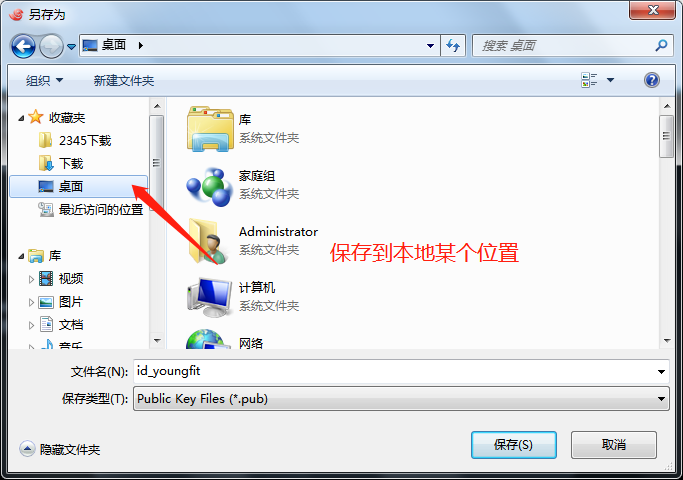 另存为
桌面
搜索 桌面
组织
新建文件夹
收藏夹
2345下载
下载
桌面
最近访问的位置
库
视频
图片
文档
音乐
库
系统文件夹
家庭组
系统文件夹
Administrator
系统文件夹
计算机
系统文件夹
网络
保存到本地某个位置
文件名(N):
id_youngfit
保存类型(T):
Public Key Files (*.pub)
隐藏文件夹
保存(S)
取消